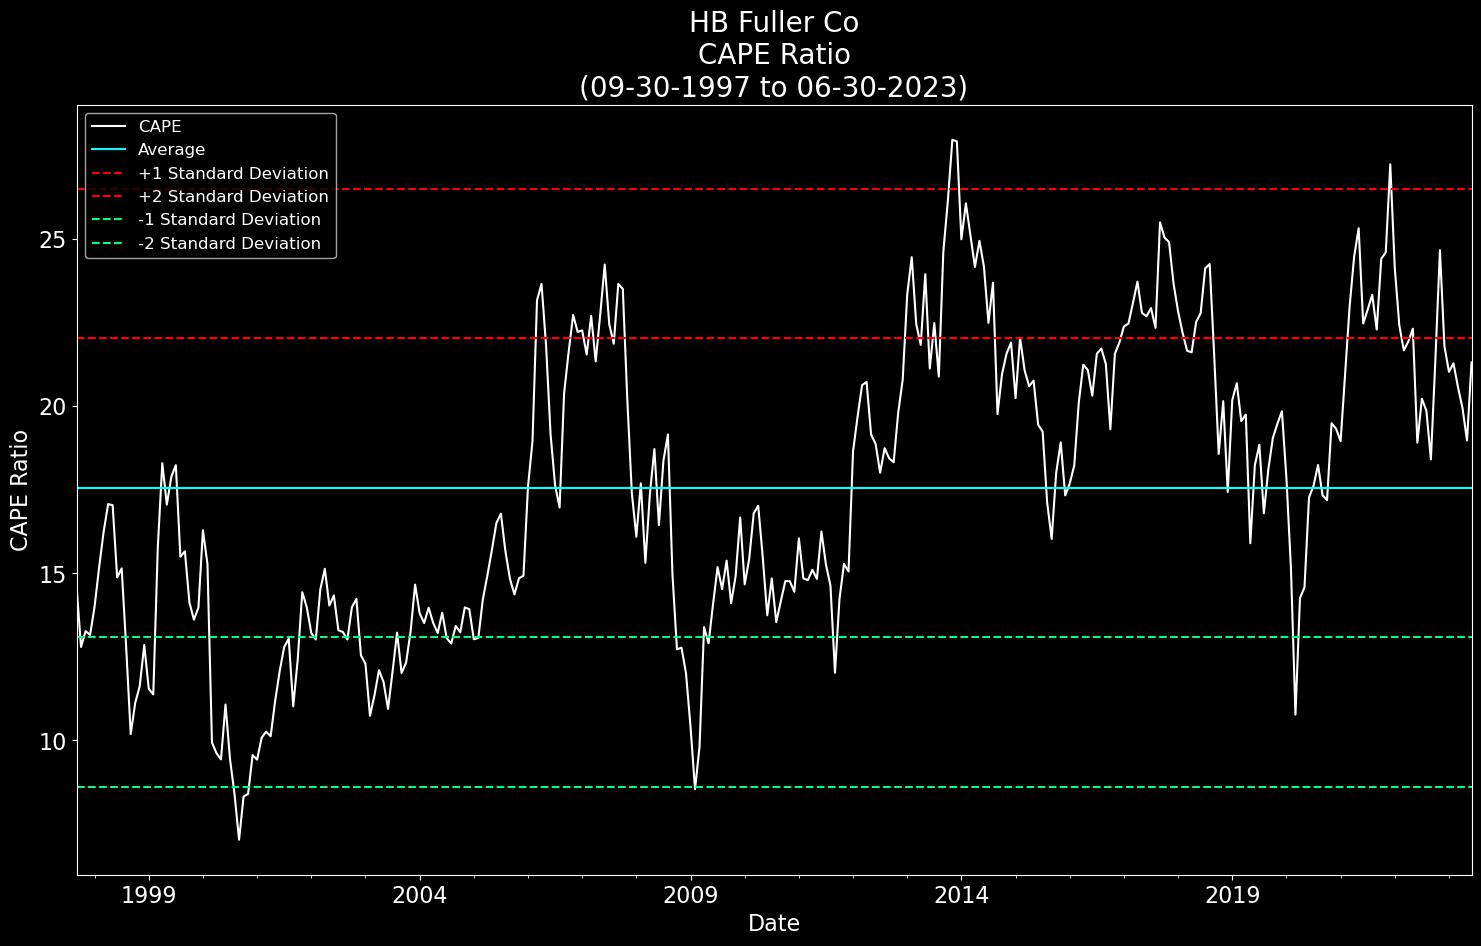 HB Fuller Co
CAPE Ratio
(09-30-1997 to 06-30-2023)
CAPE
Average
+1 Standard Deviation
+2 Standard Deviation
-1 Standard Deviation
-2 Standard Deviation
CAPE Ratio
25
20
15
10
1999 2004 2009 2014 2019
Date